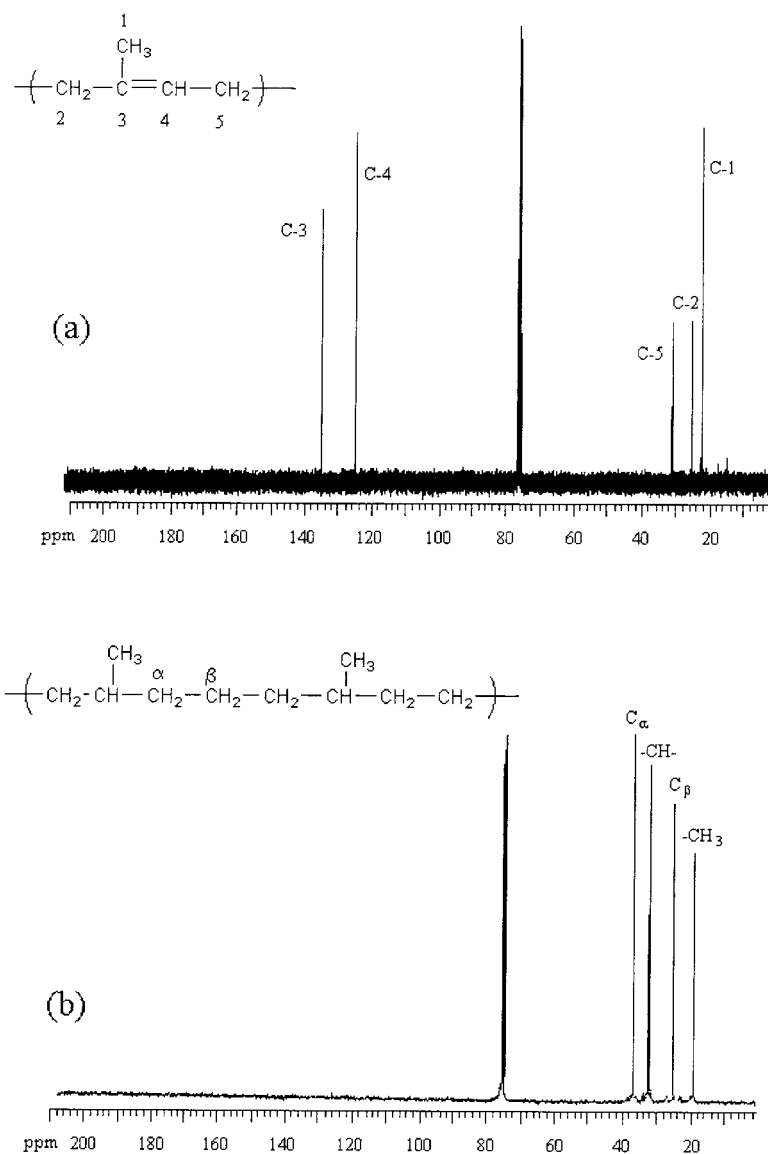 1
CH₃
—(CH₂—C=CH—CH₂)—
2 3 4 5
C-3
C-4
C-5
C-2
C-1
(a)
ppm 200 180 160 140 120 100 80 60 40 20
CH₃ α β CH₃
—(CH₂-CH—CH₂—CH₂—CH₂—CH—CH₂—CH₂)—
Cα
-CH-
Cβ
-CH₃
(b)
ppm 200 180 160 140 120 100 80 60 40 20